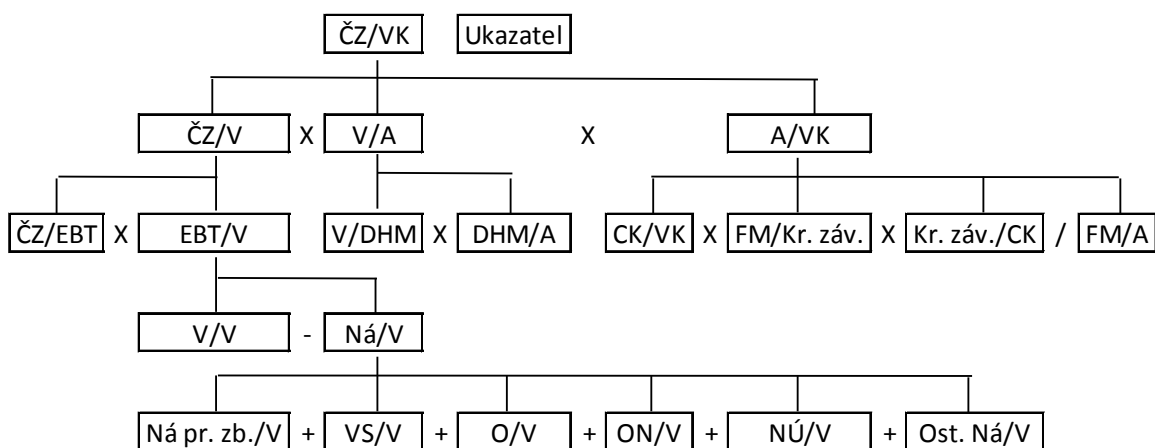 ČZ/VK Ukazatel
ČZ/V X V/A X A/VK
ČZ/EBT X EBT/V V/DHM X DHM/A CK/VK X FM/Kr. záv. X Kr. záv./CK / FM/A
V/V - Ná/V
Ná pr. zb./V + VS/V + O/V + ON/V + NÚ/V + Ost. Ná/V